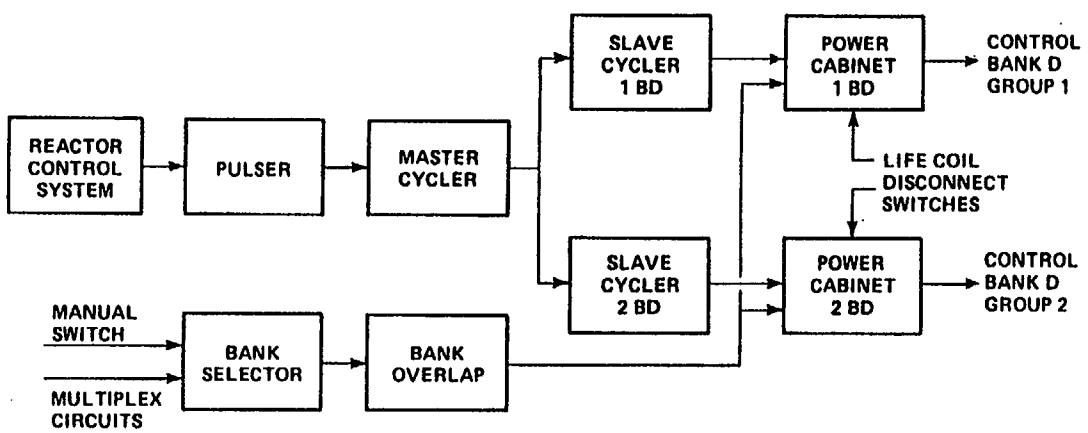 REACTOR
CONTROL
SYSTEM
PULSER
MASTER
CYCLER
SLAVE
CYCLER
1 BD
POWER
CABINET
1 BD
CONTROL
BANK D
GROUP 1
LIFE COIL
DISCONNECT
SWITCHES
SLAVE
CYCLER
2 BD
POWER
CABINET
2 BD
CONTROL
BANK D
GROUP 2
MANUAL
SWITCH
MULTIPLEX
CIRCUITS
BANK
SELECTOR
BANK
OVERLAP